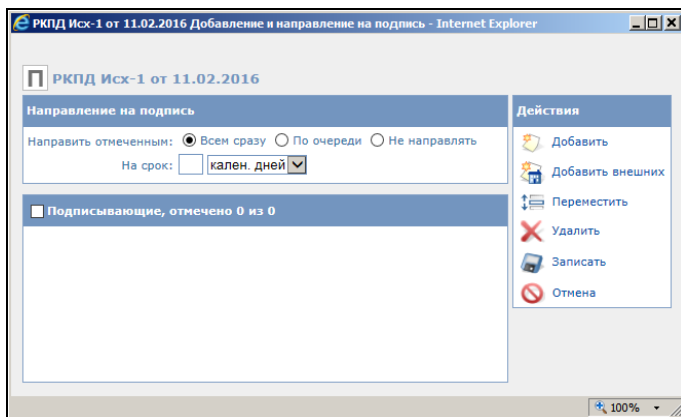 РКПД Исх-1 от 11.02.2016 Добавление и направление на подпись - Internet Explorer
П РКПД Исх-1 от 11.02.2016
Направление на подпись
Направить отмеченным: Всем сразу По очереди Не направлять
На срок: кален. дней
Подписывающие, отмечено 0 из 0
Действия
Добавить
Добавить внешних
Переместить
Удалить
Записать
Отмена
100%